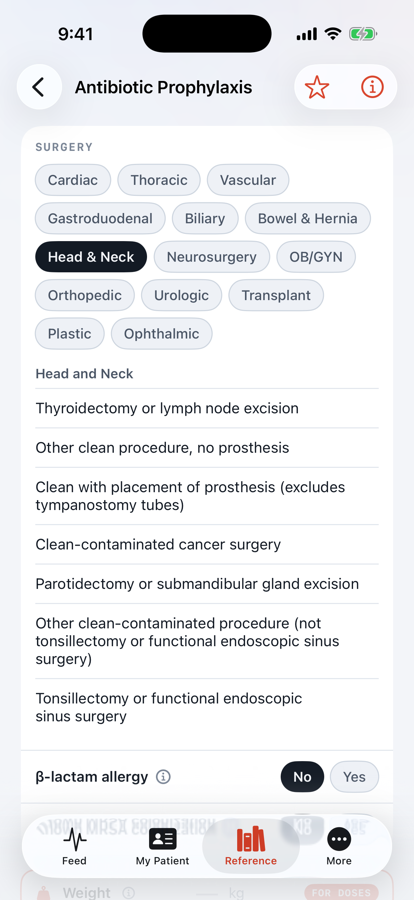 9:41
Antibiotic Prophylaxis
SURGERY
Cardiac Thoracic Vascular
Gastroduodenal Biliary Bowel & Hernia
Head & Neck Neurosurgery OB/GYN
Orthopedic Urologic Transplant
Plastic Ophthalmic
Head and Neck
Thyroidectomy or lymph node excision
Other clean procedure, no prosthesis
Clean with placement of prosthesis (excludes
tympanostomy tubes)
Clean-contaminated cancer surgery
Parotidectomy or submandibular gland excision
Other clean-contaminated procedure (not
tonsillectomy or functional endoscopic sinus
surgery)
Tonsillectomy or functional endoscopic
sinus surgery
β-lactam allergy No Yes
Feed My Patient Reference More
Weight kg FOR DOSES